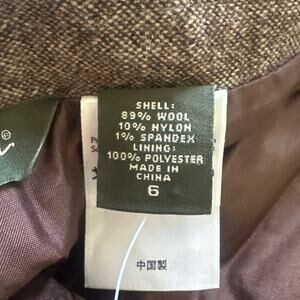 SHELL:
89% WOOL
10% NYLON
1% SPANDEX
LINING:
100% POLYESTER
MADE IN
CHINA
6
中国製